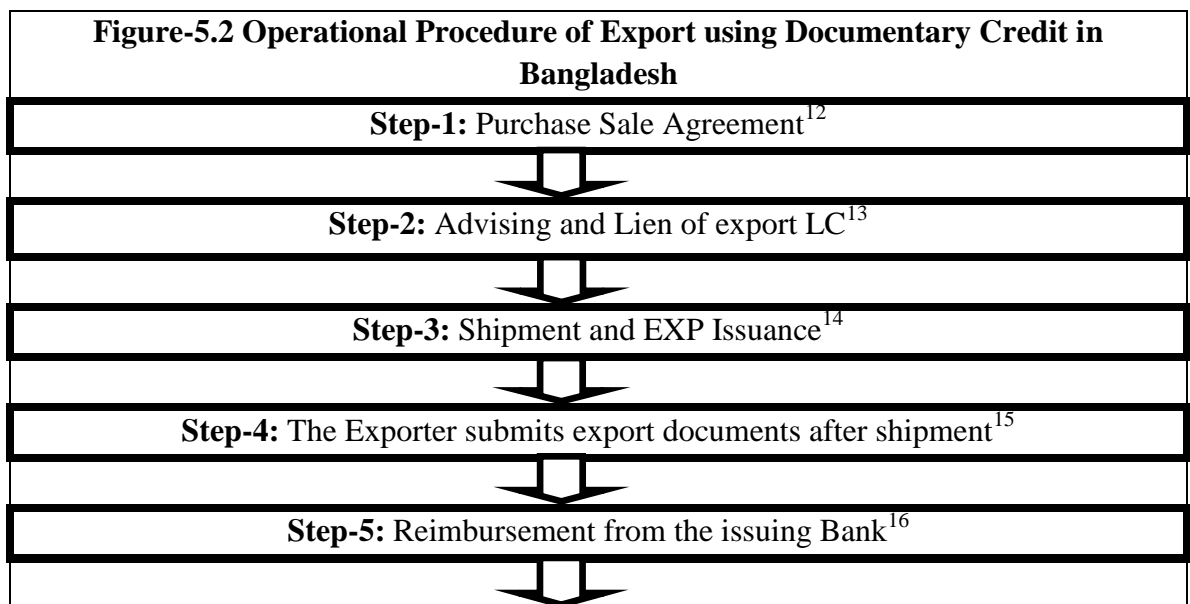 Figure-5.2 Operational Procedure of Export using Documentary Credit in
Bangladesh
Step-1: Purchase Sale Agreement12
Step-2: Advising and Lien of export LC13
Step-3: Shipment and EXP Issuance14
Step-4: The Exporter submits export documents after shipment15
Step-5: Reimbursement from the issuing Bank16